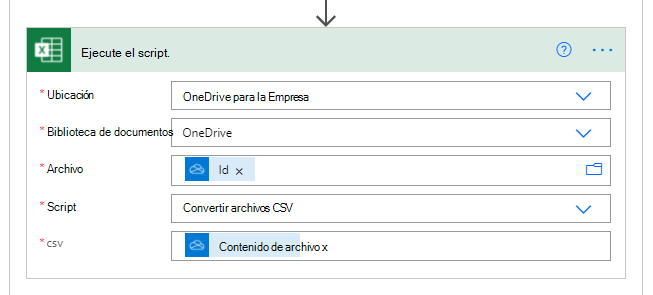 Ejecute el script.
* Ubicación
OneDrive para la Empresa
* Biblioteca de documentos
OneDrive
* Archivo
Id x
* Script
Convertir archivos CSV
* csv
Contenido de archivo x